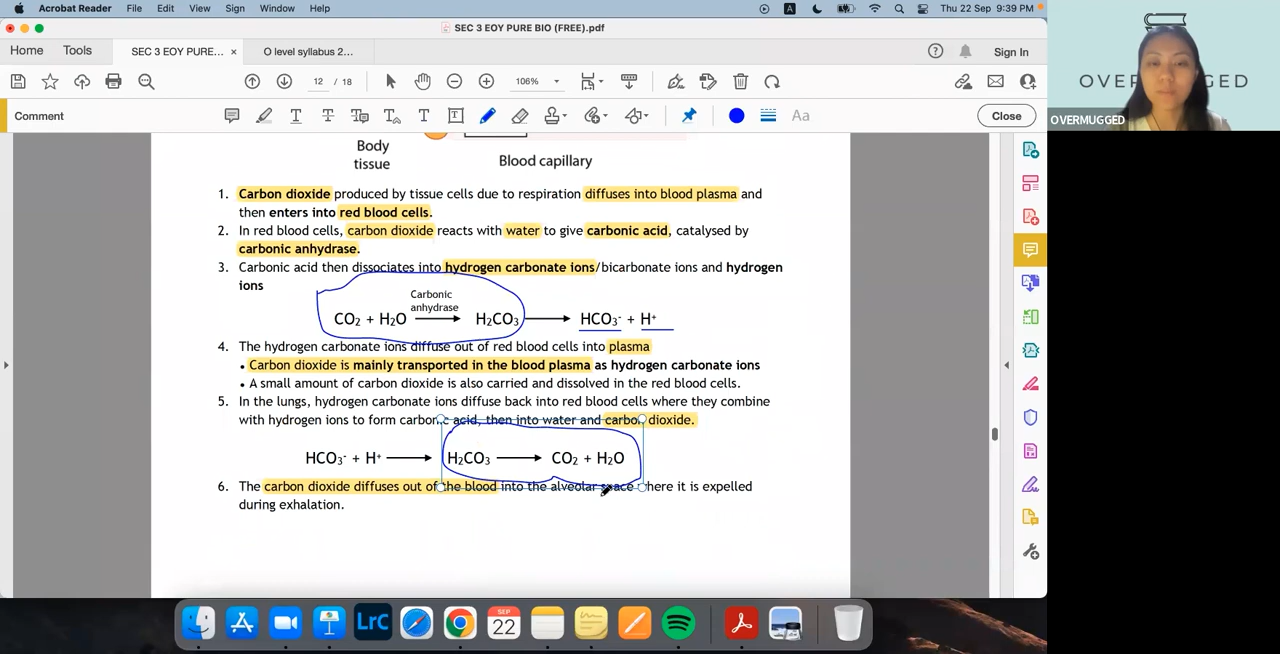 Acrobat Reader File Edit View Sign Window Help
A
Thu 22 Sep 9:39 PM
SEC 3 EOY PURE BIO (FREE).pdf
Home Tools SEC 3 EOY PURE... × O level syllabus 2... Sign In
12 / 18 106%
Comment Aa Close
OVERMUGGED
Body
tissue
Blood capillary
1. Carbon dioxide produced by tissue cells due to respiration diffuses into blood plasma and
then enters into red blood cells.
2. In red blood cells, carbon dioxide reacts with water to give carbonic acid, catalysed by
carbonic anhydrase.
3. Carbonic acid then dissociates into hydrogen carbonate ions/bicarbonate ions and hydrogen
ions
Carbonic
anhydrase
CO₂ + H₂O ⟶ H₂CO₃ ⟶ HCO₃⁻ + H⁺
4. The hydrogen carbonate ions diffuse out of red blood cells into plasma
• Carbon dioxide is mainly transported in the blood plasma as hydrogen carbonate ions
• A small amount of carbon dioxide is also carried and dissolved in the red blood cells.
5. In the lungs, hydrogen carbonate ions diffuse back into red blood cells where they combine
with hydrogen ions to form carbonic acid, then into water and carbon dioxide.
HCO₃⁻ + H⁺ ⟶ H₂CO₃ ⟶ CO₂ + H₂O
6. The carbon dioxide diffuses out of the blood into the alveolar space where it is expelled
during exhalation.
LrC
SEP
22